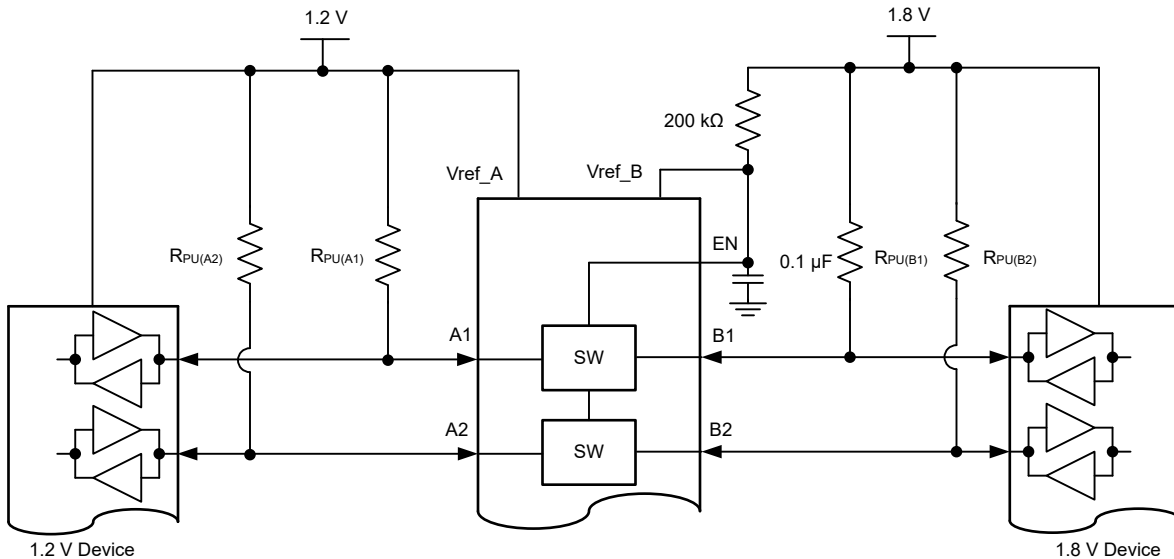 1.2 V
1.8 V
200 kΩ
Vref_A
Vref_B
EN
RPU(A2)
RPU(A1)
0.1 µF
RPU(B1)
RPU(B2)
A1
SW
B1
A2
SW
B2
1.2 V Device
1.8 V Device